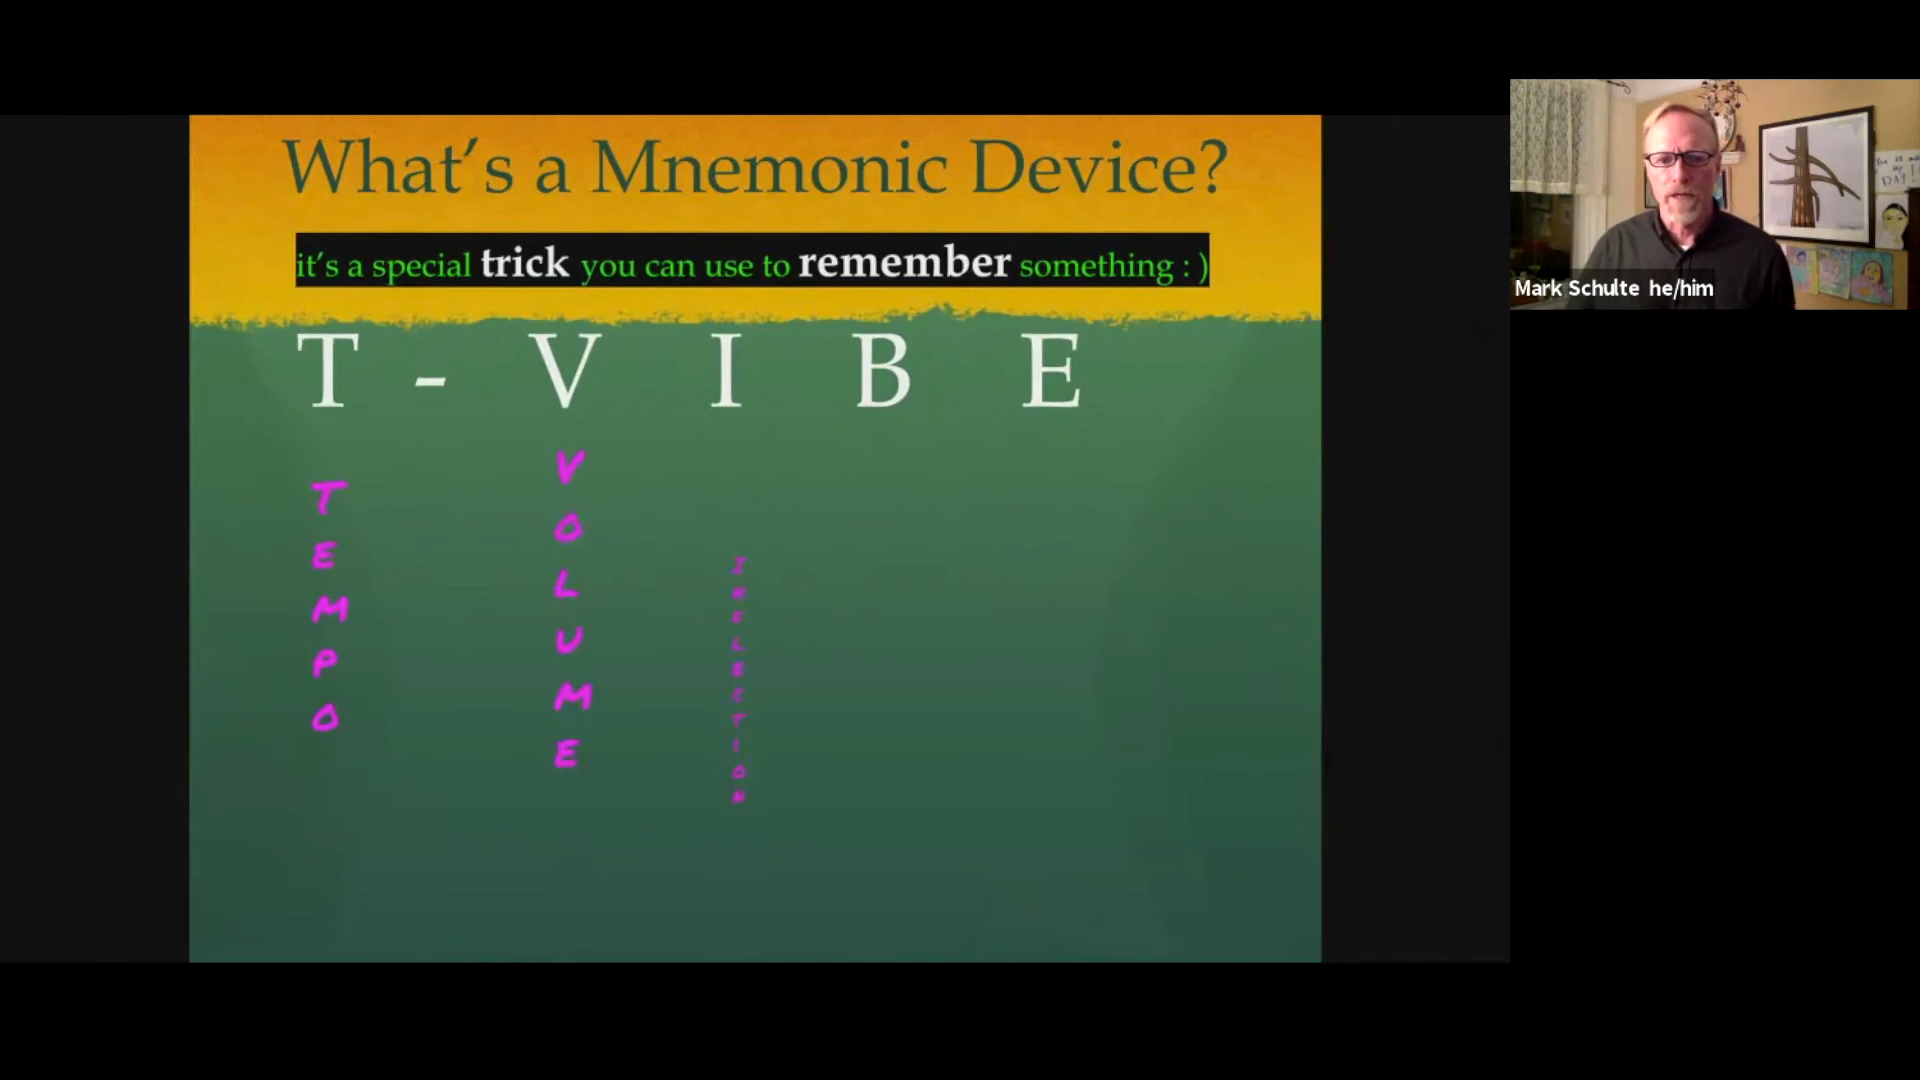 What's a Mnemonic Device?
it's a special trick you can use to remember something : )
T - V I B E
TEMPO
VOLUME
INFLECTION
Mark Schulte he/him
DAY!